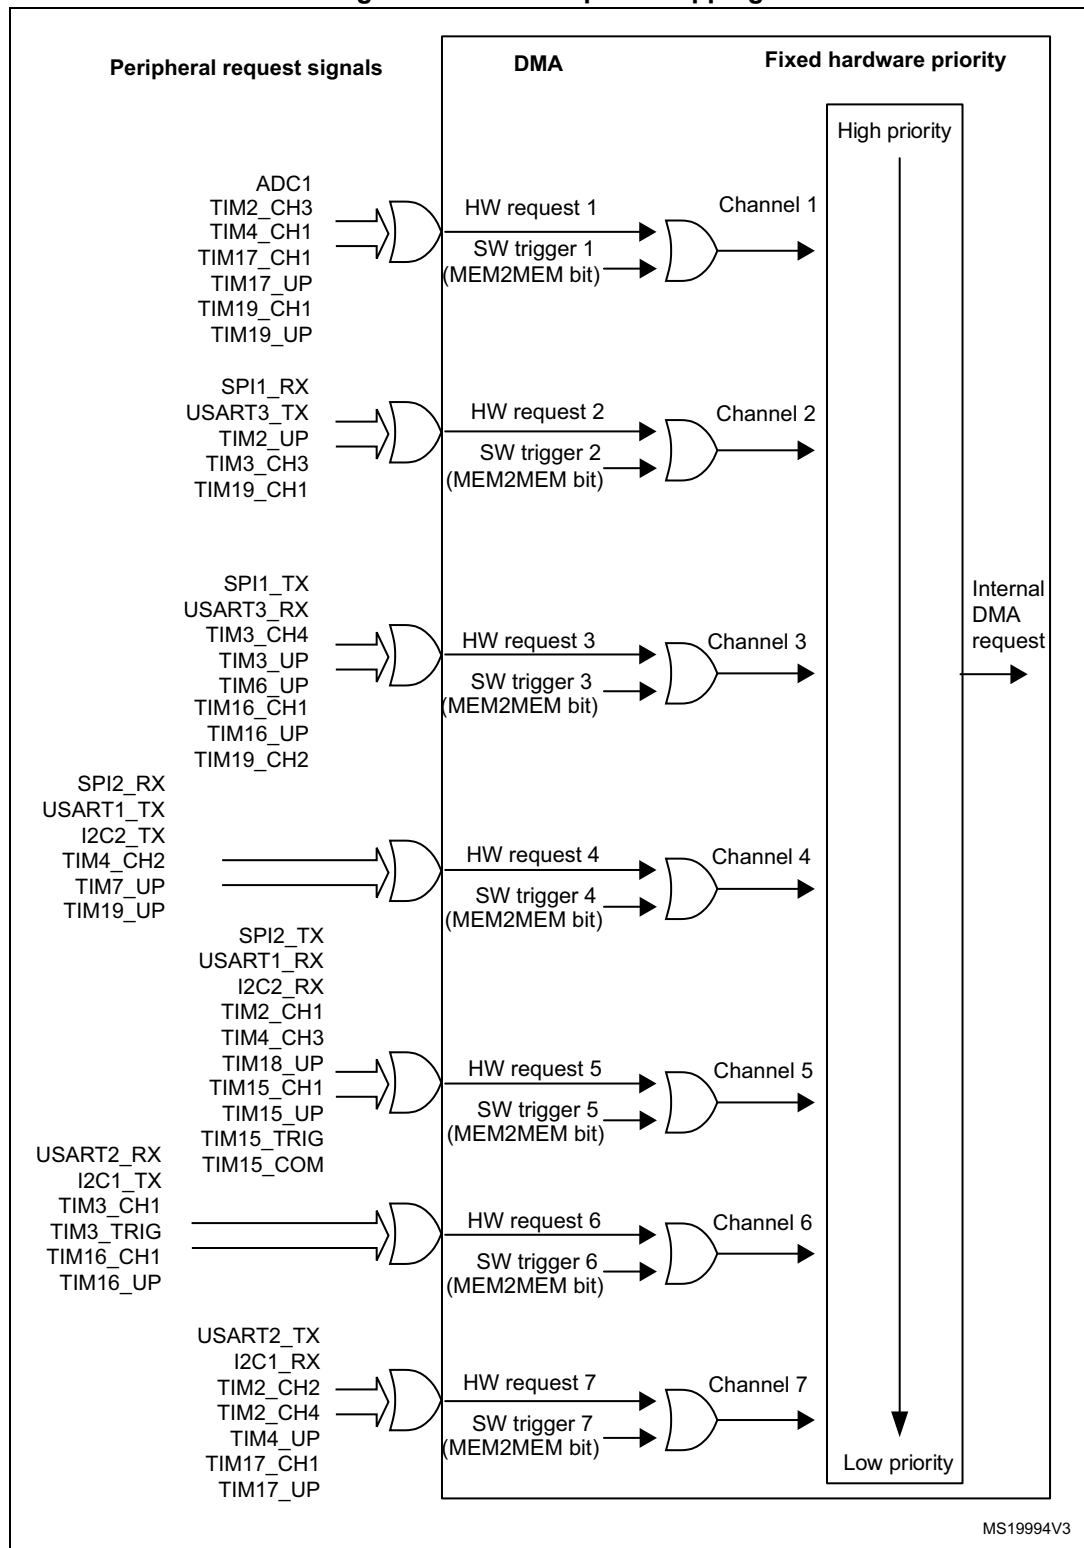 Peripheral request signals
DMA
Fixed hardware priority
High priority
ADC1
TIM2_CH3
TIM4_CH1
TIM17_CH1
TIM17_UP
TIM19_CH1
TIM19_UP
HW request 1
SW trigger 1
(MEM2MEM bit)
Channel 1
SPI1_RX
USART3_TX
TIM2_UP
TIM3_CH3
TIM19_CH1
HW request 2
SW trigger 2
(MEM2MEM bit)
Channel 2
SPI1_TX
USART3_RX
TIM3_CH4
TIM3_UP
TIM6_UP
TIM16_CH1
TIM16_UP
TIM19_CH2
HW request 3
SW trigger 3
(MEM2MEM bit)
Channel 3
Internal
DMA
request
SPI2_RX
USART1_TX
I2C2_TX
TIM4_CH2
TIM7_UP
TIM19_UP
HW request 4
SW trigger 4
(MEM2MEM bit)
Channel 4
SPI2_TX
USART1_RX
I2C2_RX
TIM2_CH1
TIM4_CH3
TIM18_UP
TIM15_CH1
TIM15_UP
TIM15_TRIG
TIM15_COM
HW request 5
SW trigger 5
(MEM2MEM bit)
Channel 5
USART2_RX
I2C1_TX
TIM3_CH1
TIM3_TRIG
TIM16_CH1
TIM16_UP
HW request 6
SW trigger 6
(MEM2MEM bit)
Channel 6
USART2_TX
I2C1_RX
TIM2_CH2
TIM2_CH4
TIM4_UP
TIM17_CH1
TIM17_UP
HW request 7
SW trigger 7
(MEM2MEM bit)
Channel 7
Low priority
MS19994V3